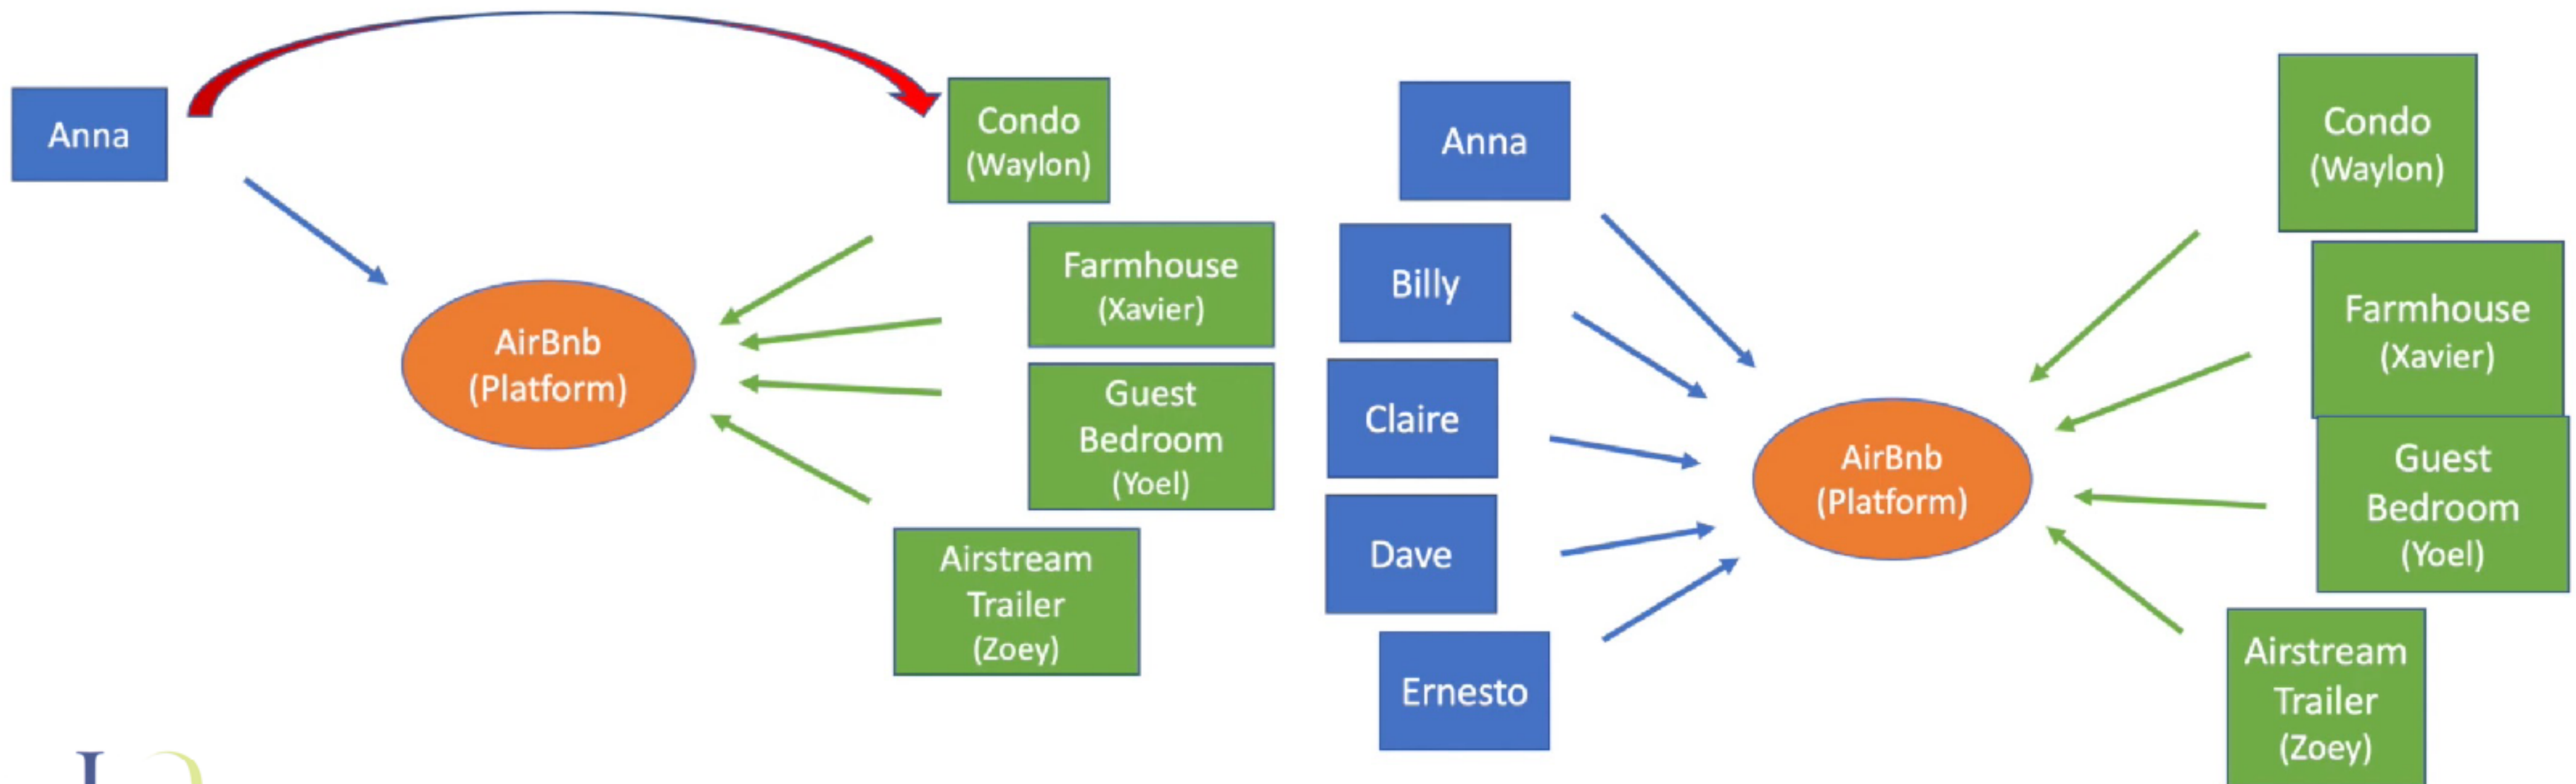 Anna
Condo
(Waylon)
Farmhouse
(Xavier)
AirBnb
(Platform)
Guest
Bedroom
(Yoel)
Airstream
Trailer
(Zoey)
Anna
Billy
Claire
Dave
Ernesto
AirBnb
(Platform)
Condo
(Waylon)
Farmhouse
(Xavier)
Guest
Bedroom
(Yoel)
Airstream
Trailer
(Zoey)